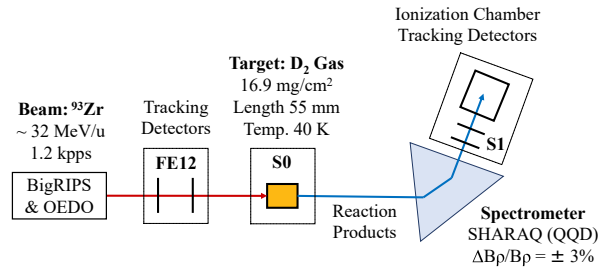 Ionization Chamber
Tracking Detectors
Target: D₂ Gas
16.9 mg/cm²
Length 55 mm
Temp. 40 K
Beam: ⁹³Zr
~ 32 MeV/u
1.2 kpps
Tracking
Detectors
FE12
S0
S1
BigRIPS
& OEDO
Reaction
Products
Spectrometer
SHARAQ (QQD)
ΔBρ/Bρ = ± 3%